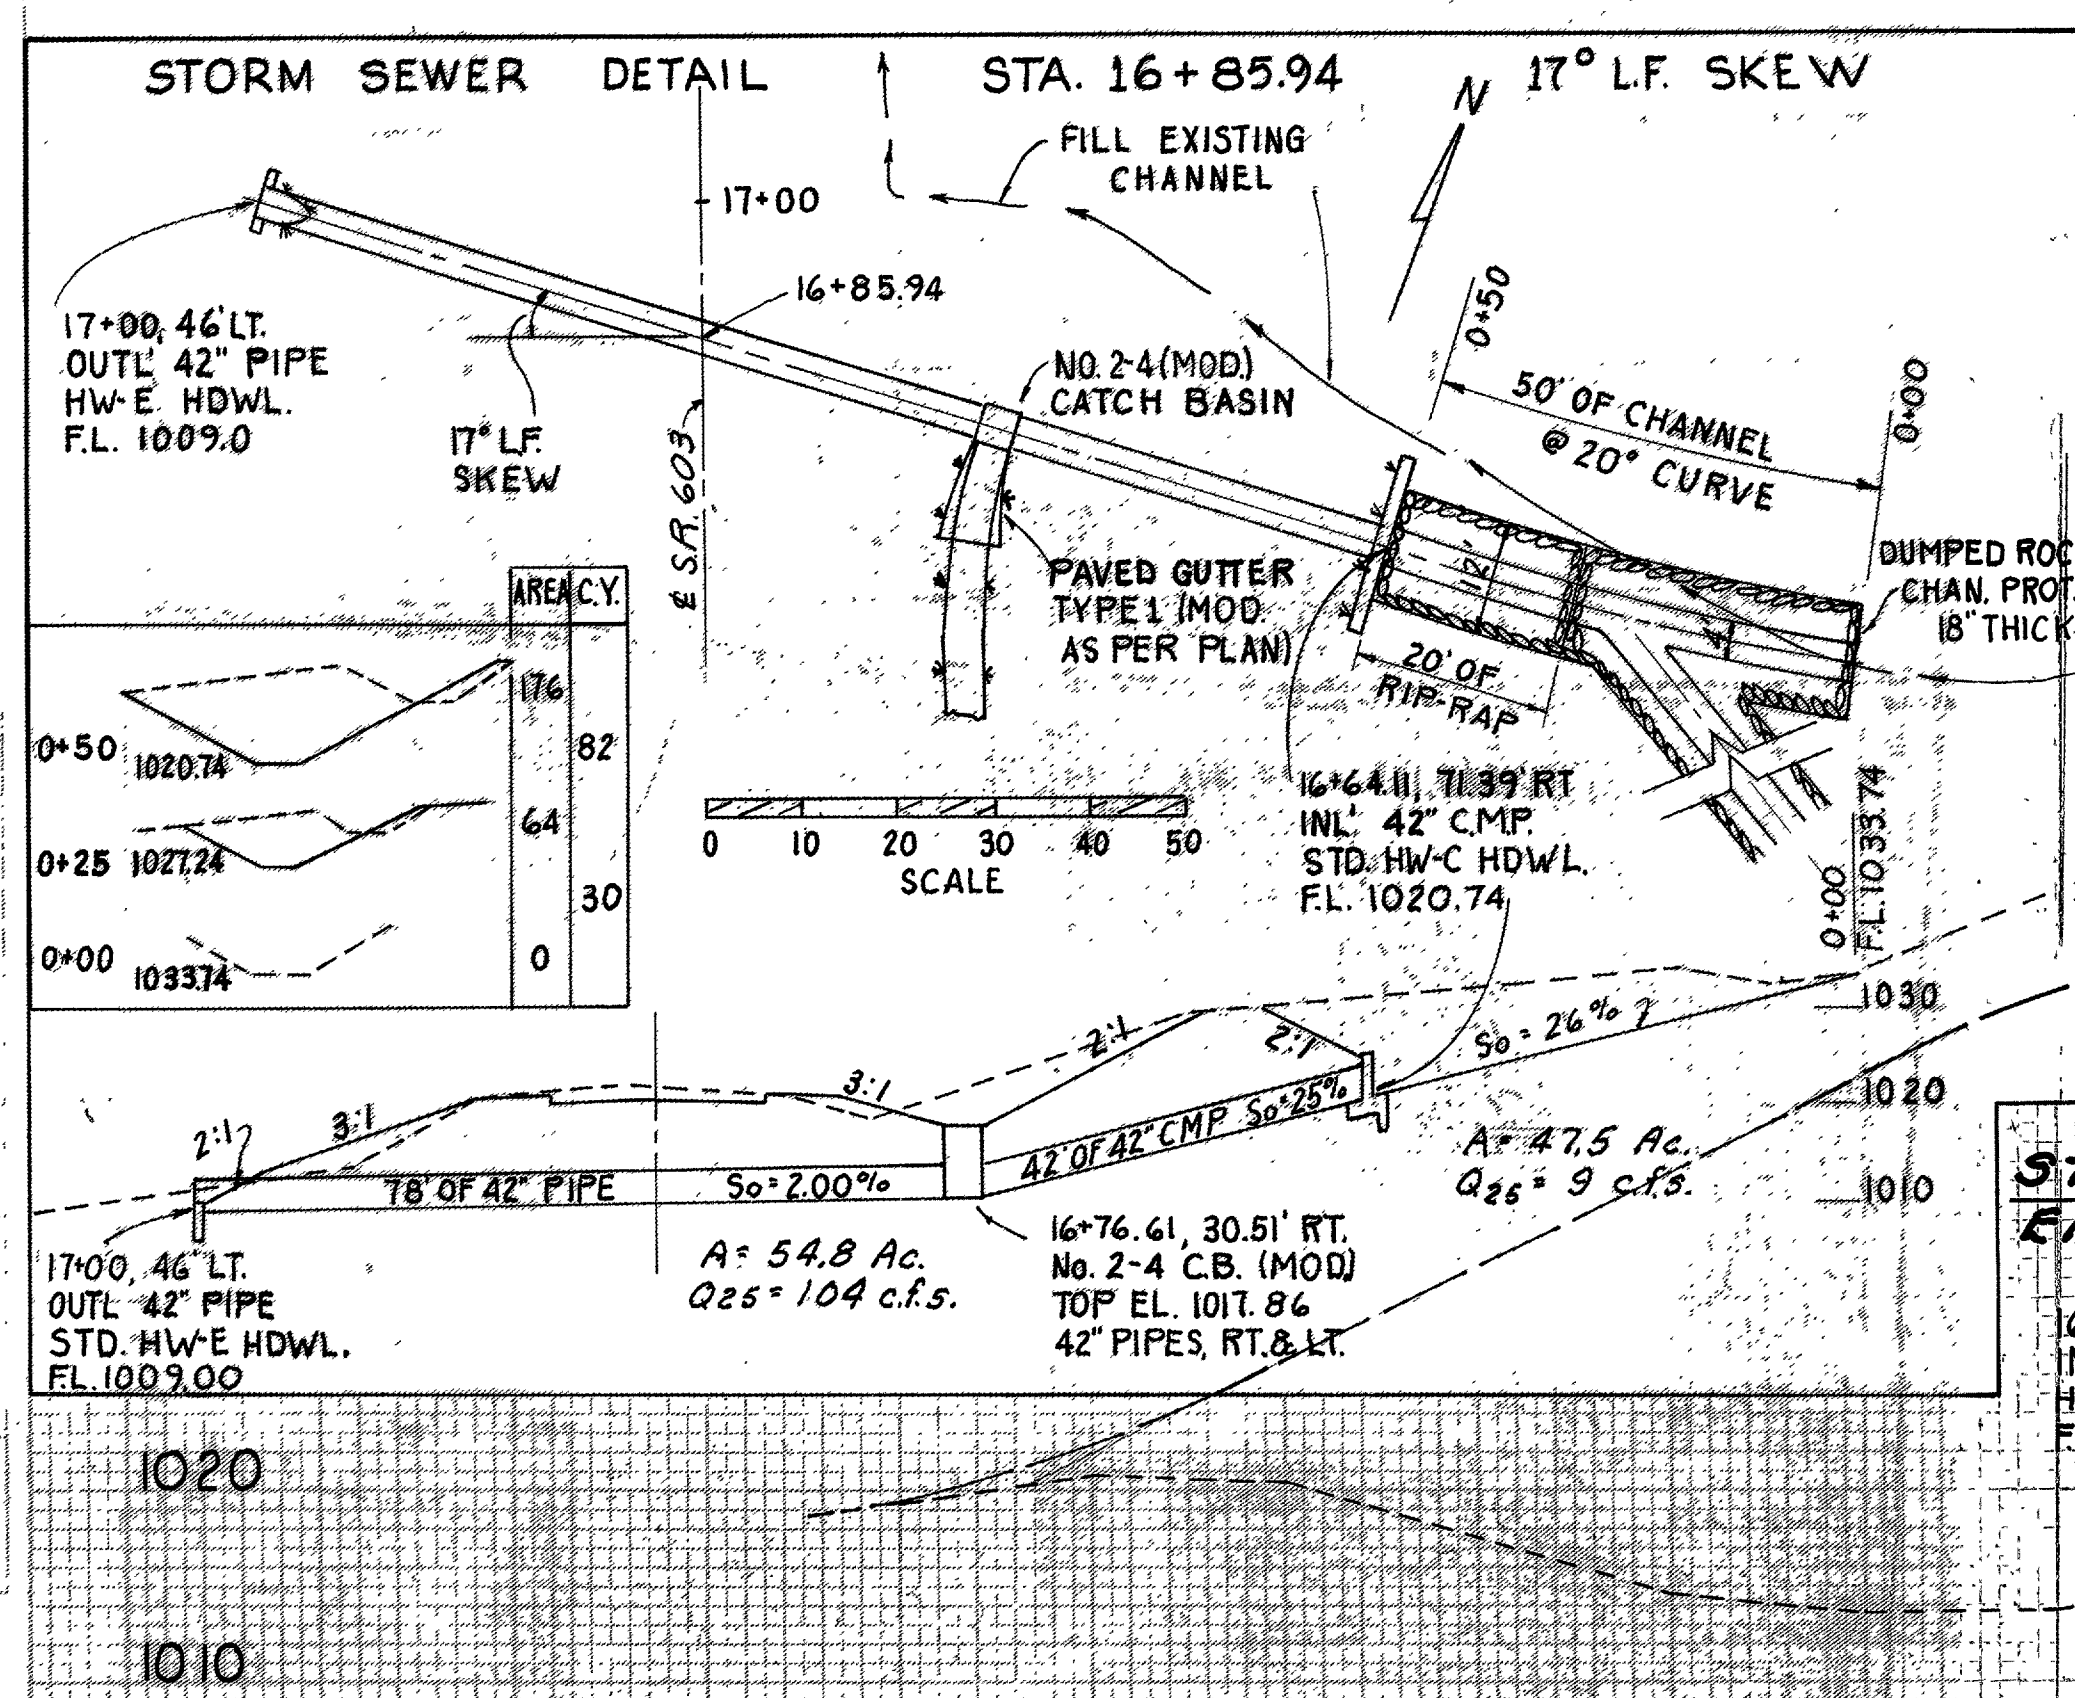 STORM SEWER DETAIL STA. 16+85.94 17° L.F. SKEW
N
FILL EXISTING
CHANNEL
17+00
16+85.94
17+00, 46' LT.
OUTL' 42" PIPE
HW-E HDWL.
F.L. 1009.0
17° L.F.
SKEW
℄ S.R. 603
NO. 2-4 (MOD.)
CATCH BASIN
0+50
50' OF CHANNEL
@ 20° CURVE
0+00
DUMPED
CHAN. PROT.
18" THICK
PAVED GUTTER
TYPE 1 (MOD.
AS PER PLAN)
12'
4'
20' OF
RIP-RAP
AREA C.Y.
176
0+50 1020.74 82
64
0+25 1027.24
30
0+00 1033.74 0
0 10 20 30 40 50
SCALE
16+64.11, 71.39' RT
INL' 42" C.M.P.
STD. HW-C HDWL.
F.L. 1020.74
0+00
F.L. 1033.74
1030
1020
1010
2:1
3:1
3:1
2:1
2:1
So = 26%
78' OF 42" PIPE So = 2.00%
42' OF 42" CMP So = 25%
A = 47.5 Ac.
Q25 = 9 c.f.s.
17+00, 46' LT.
OUTL 42" PIPE
STD. HW-E HDWL.
F.L. 1009.00
A = 54.8 Ac.
Q25 = 104 c.f.s.
16+76.61, 30.51' RT.
No. 2-4 C.B. (MOD)
TOP EL. 1017.86
42" PIPES, RT. & LT.
1020
1010